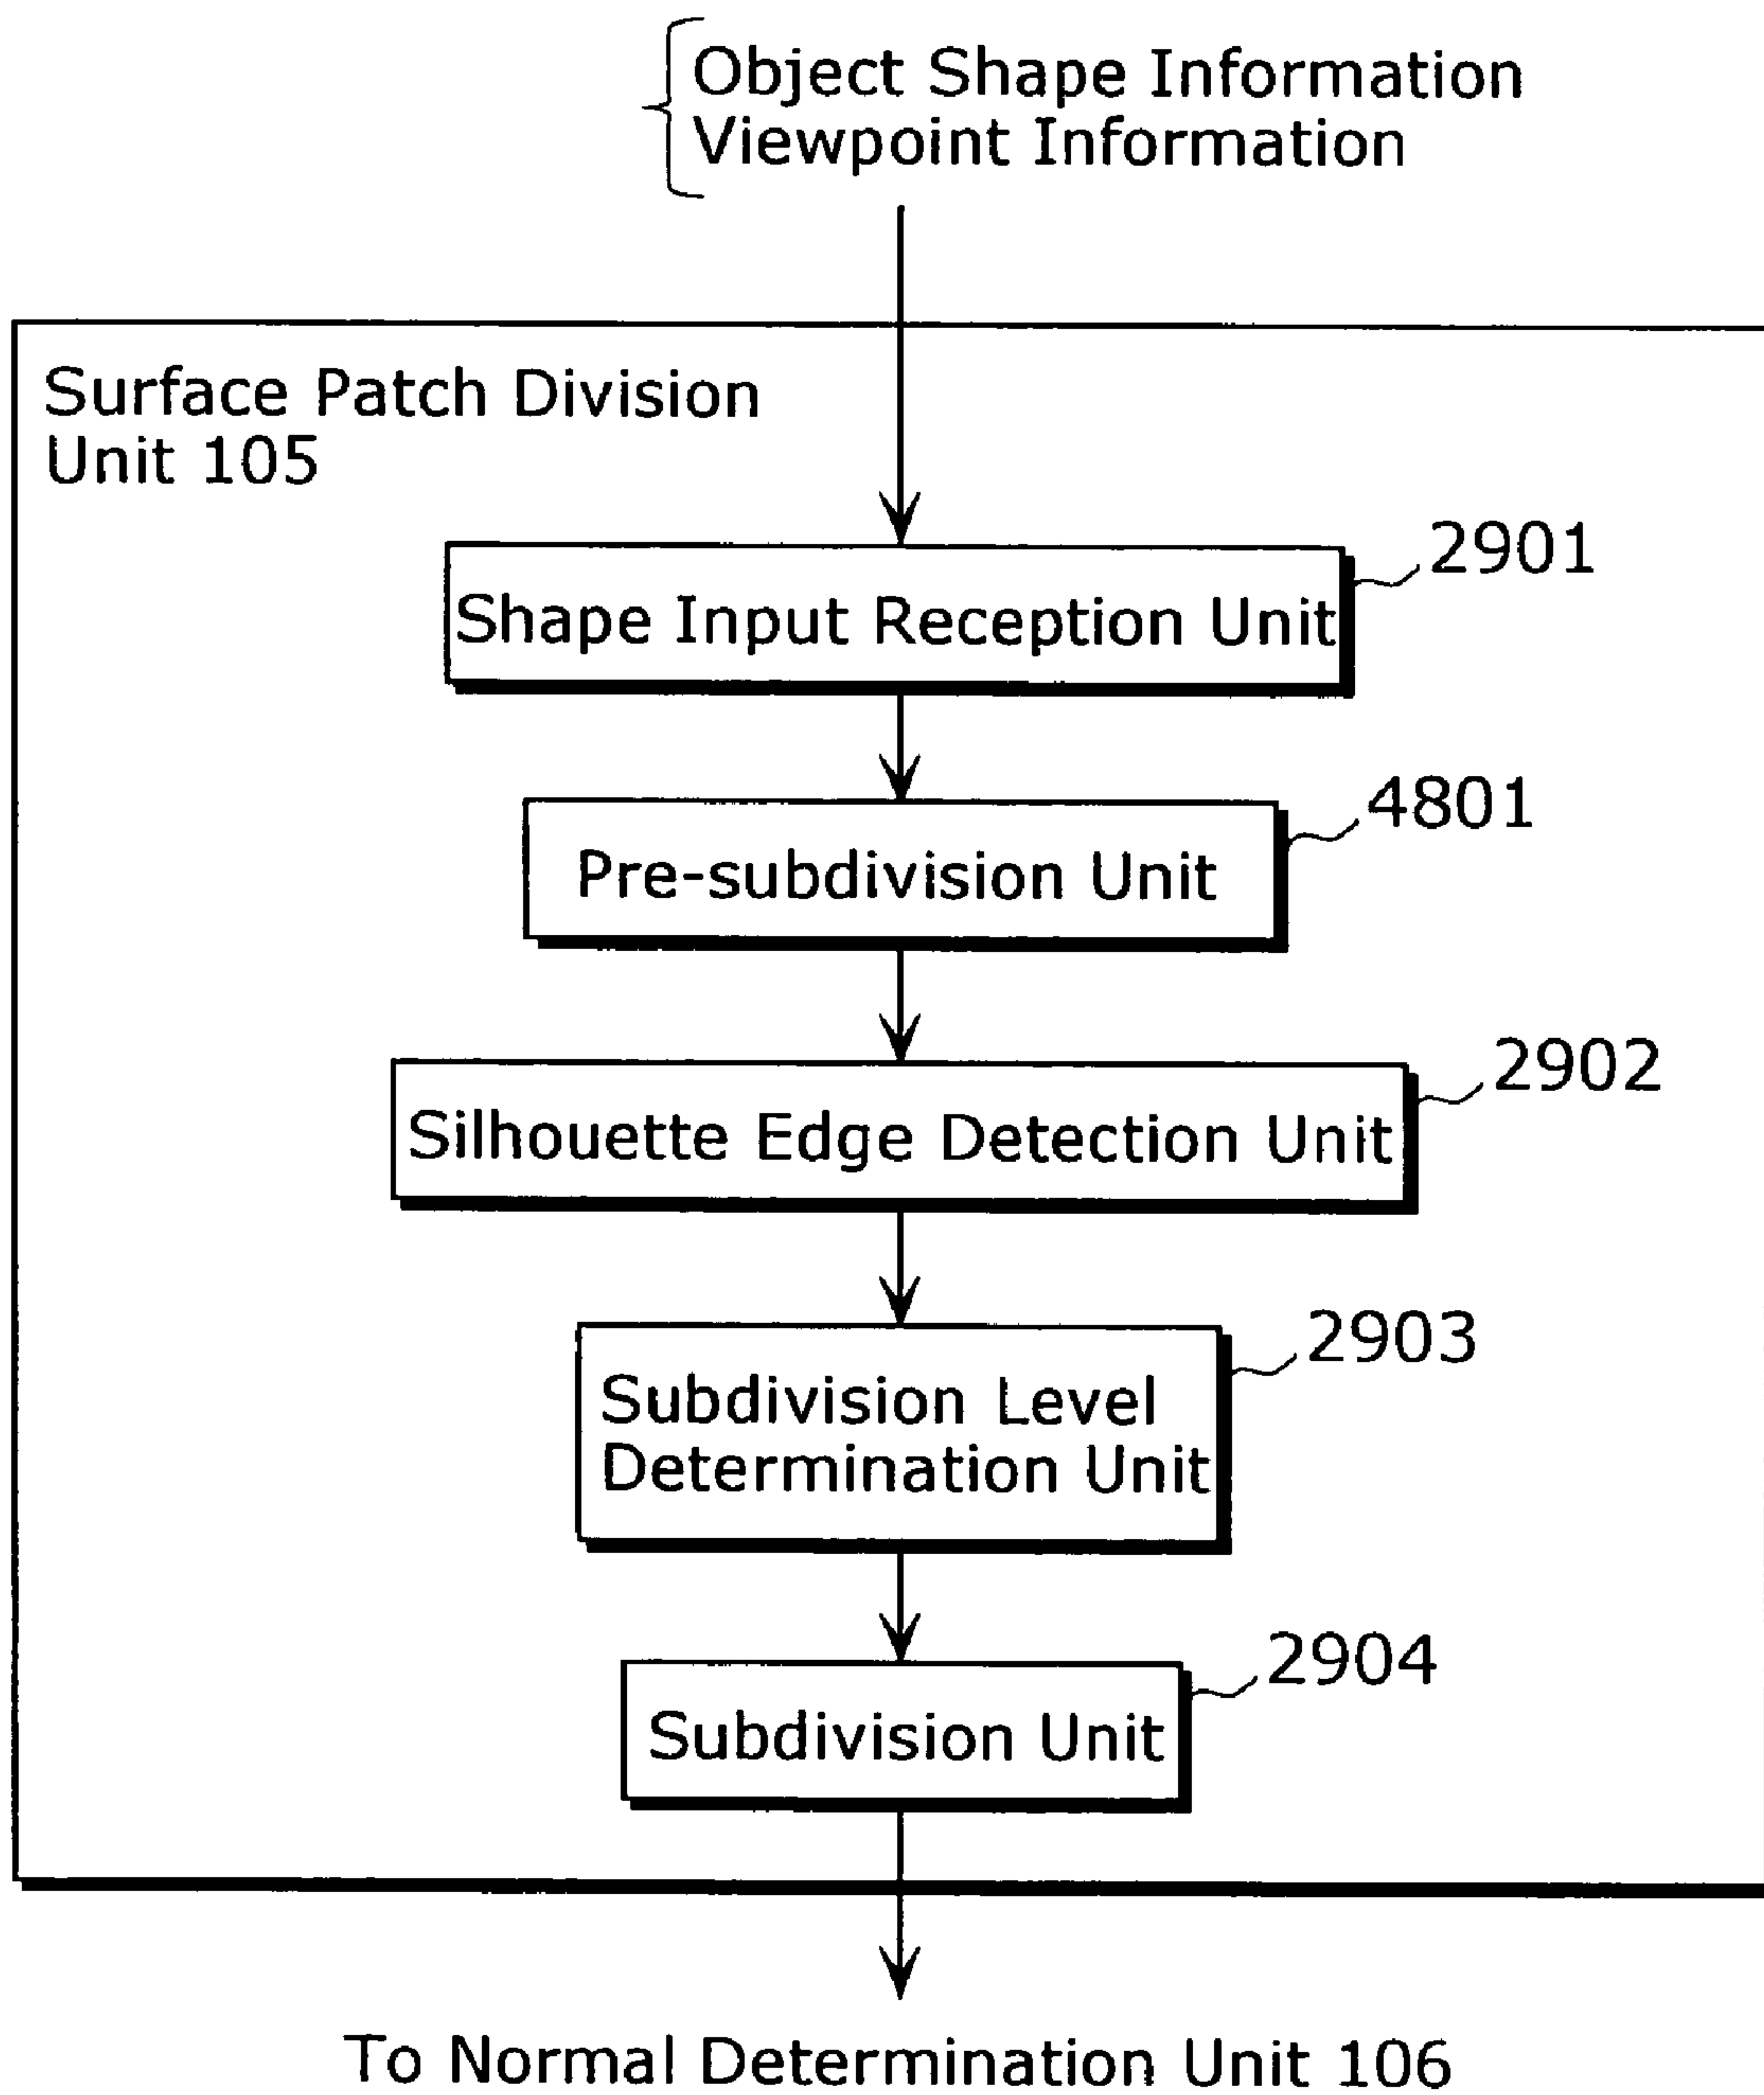 Object Shape Information
Viewpoint Information
Surface Patch Division
Unit 105
2901
Shape Input Reception Unit
4801
Pre-subdivision Unit
2902
Silhouette Edge Detection Unit
2903
Subdivision Level
Determination Unit
2904
Subdivision Unit
To Normal Determination Unit 106